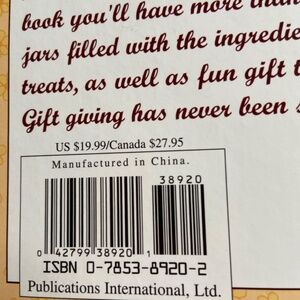 book you'll have more than
jars filled with the ingredie
treats, as well as fun gift t
Gift giving has never been s
US $19.99/Canada $27.95
Manufactured in China.
38920
0 42799 38920 1
ISBN 0-7853-8920-2
Publications International, Ltd.